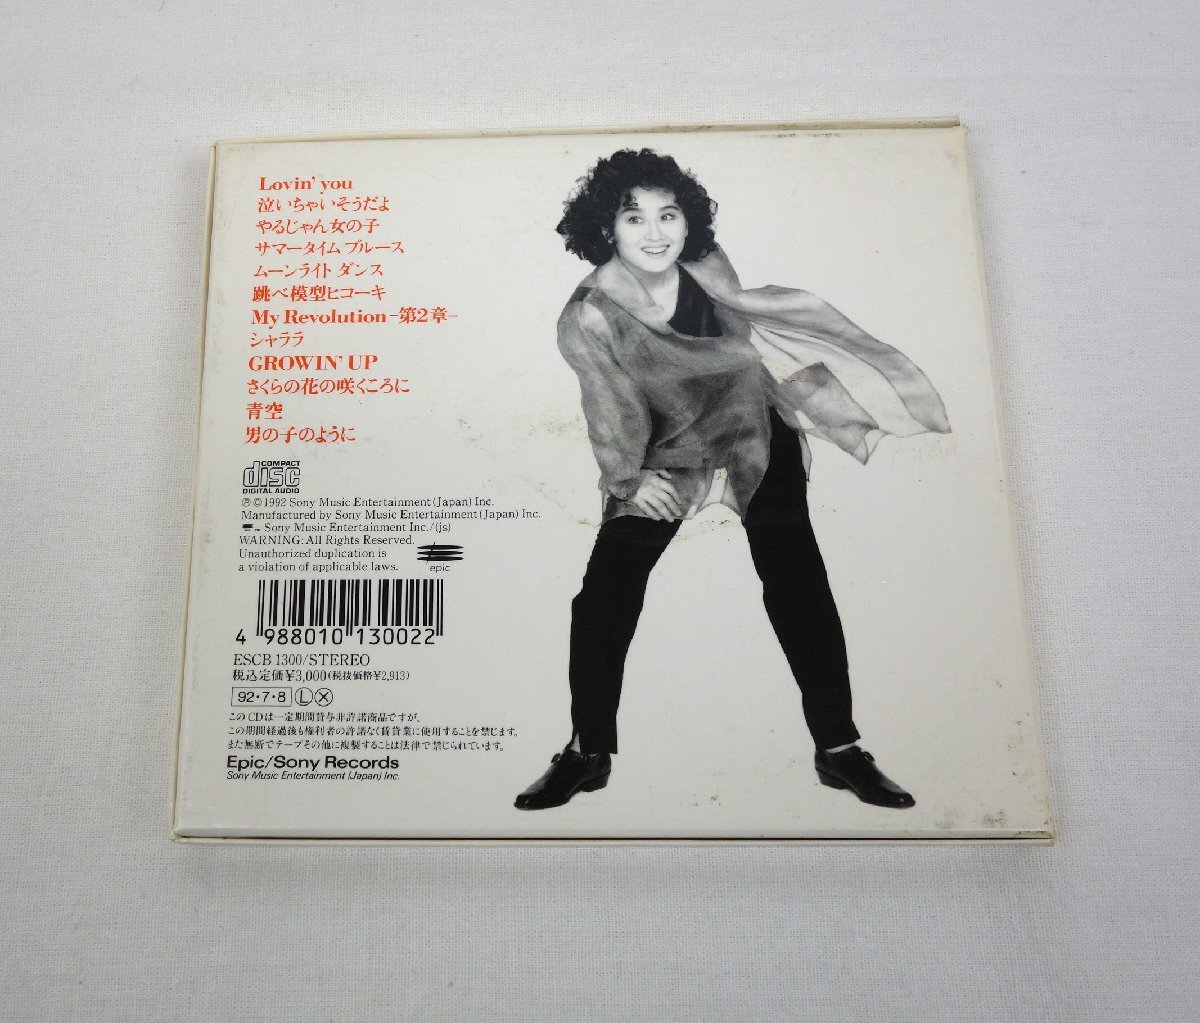 Lovin' you
泣いちゃいそうだよ
やるじゃん女の子
サマータイム ブルース
ムーンライト ダンス
跳べ模型ヒコーキ
My Revolution -第2章-
シャララ
GROWIN' UP
さくらの花の咲くころに
青空
男の子のように
COMPACT
disc
DIGITAL AUDIO
℗©1992 Sony Music Entertainment (Japan) Inc.
Manufactured by Sony Music Entertainment (Japan) Inc.
Sony Music Entertainment Inc./(js)
WARNING: All Rights Reserved.
Unauthorized duplication is
a violation of applicable laws.
epic
4 988010 130022
ESCB 1300/STEREO
税込定価¥3,000(税抜価格¥2,913)
92・7・8 Ⓛ Ⓧ
このCDは一定期間貸与非許諾商品ですが、
この期間経過後も権利者の許諾なく賃貸業に使用することを禁じます。
また無断でテープその他に複製することは法律で禁じられています。
Epic/Sony Records
Sony Music Entertainment (Japan) Inc.